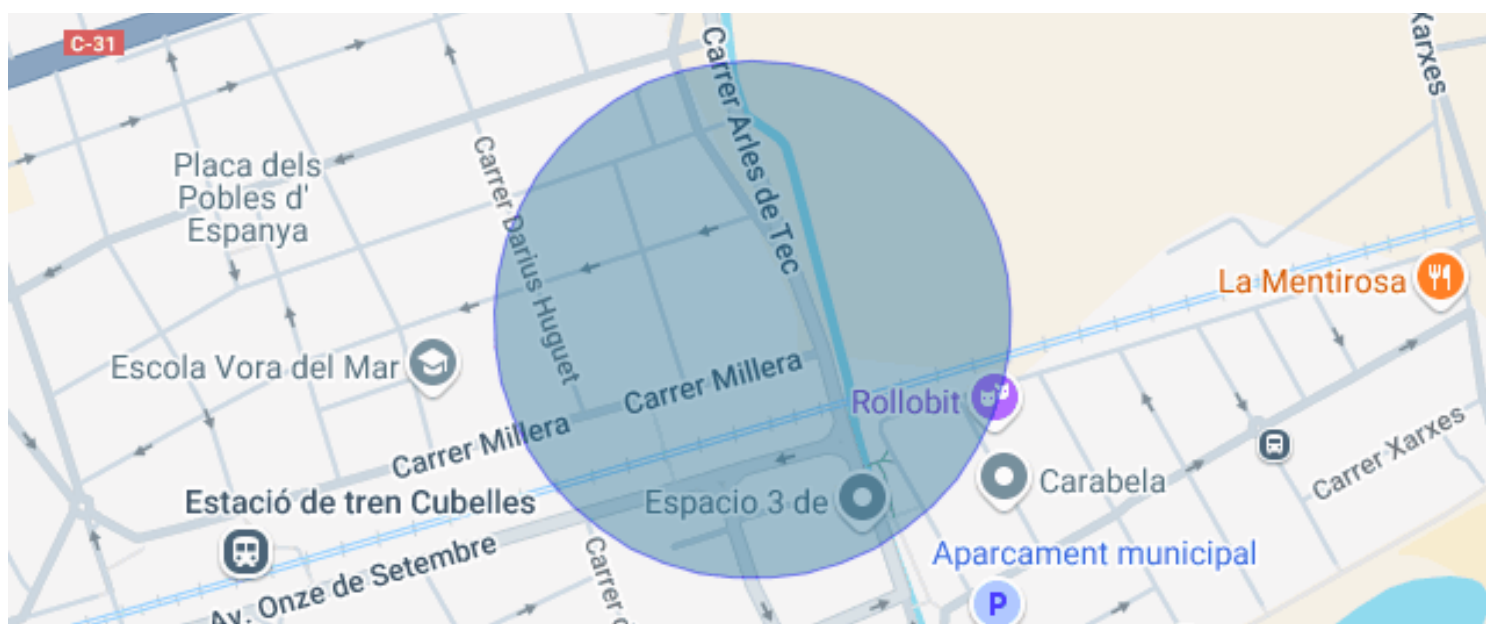 C-31
Carrer Arles de Tec
Xarxes
Placa dels
Pobles d'
Espanya
Carrer Darius Huguet
La Mentirosa
Escola Vora del Mar
Carrer Millera
Rollobit
Carrer Millera
Carrer Xarxes
Carabela
Estació de tren Cubelles
Espacio 3 de
Av. Onze de Setembre
Carrer
Aparcament municipal
P